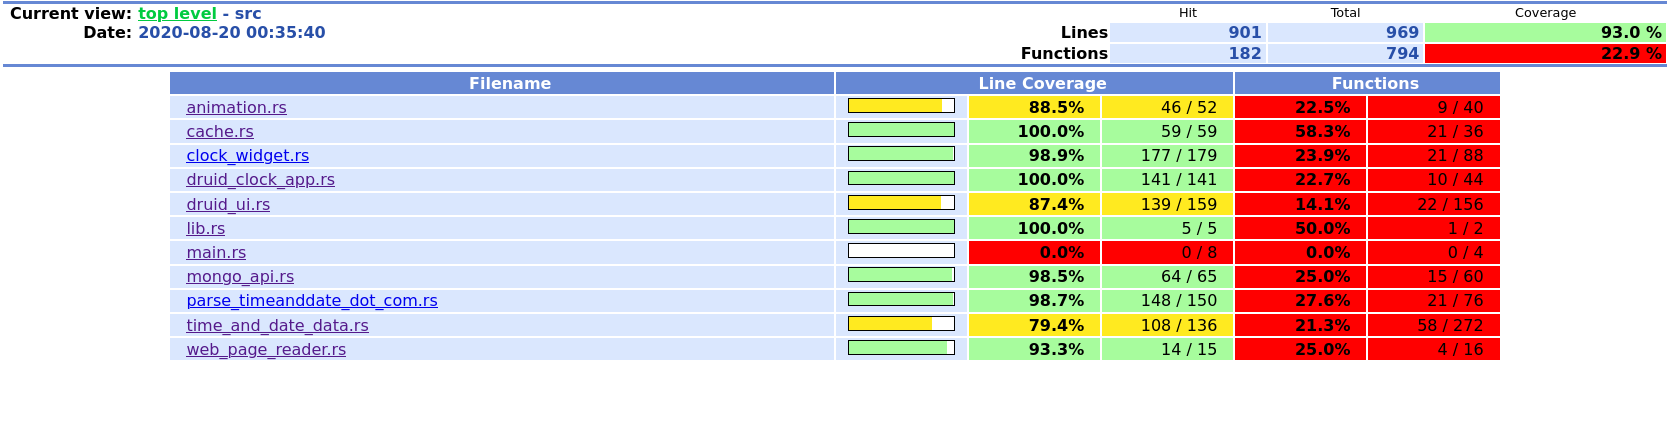 Current view: top level - src Hit Total Coverage
Date: 2020-08-20 00:35:40 Lines 901 969 93.0 %
Functions 182 794 22.9 %
Filename Line Coverage Functions
animation.rs 88.5% 46 / 52 22.5% 9 / 40
cache.rs 100.0% 59 / 59 58.3% 21 / 36
clock_widget.rs 98.9% 177 / 179 23.9% 21 / 88
druid_clock_app.rs 100.0% 141 / 141 22.7% 10 / 44
druid_ui.rs 87.4% 139 / 159 14.1% 22 / 156
lib.rs 100.0% 5 / 5 50.0% 1 / 2
main.rs 0.0% 0 / 8 0.0% 0 / 4
mongo_api.rs 98.5% 64 / 65 25.0% 15 / 60
parse_timeanddate_dot_com.rs 98.7% 148 / 150 27.6% 21 / 76
time_and_date_data.rs 79.4% 108 / 136 21.3% 58 / 272
web_page_reader.rs 93.3% 14 / 15 25.0% 4 / 16